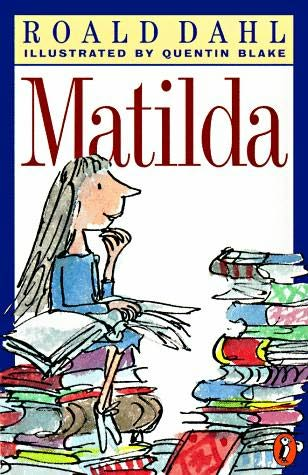 ROALD DAHL
ILLUSTRATED BY QUENTIN BLAKE
Matilda